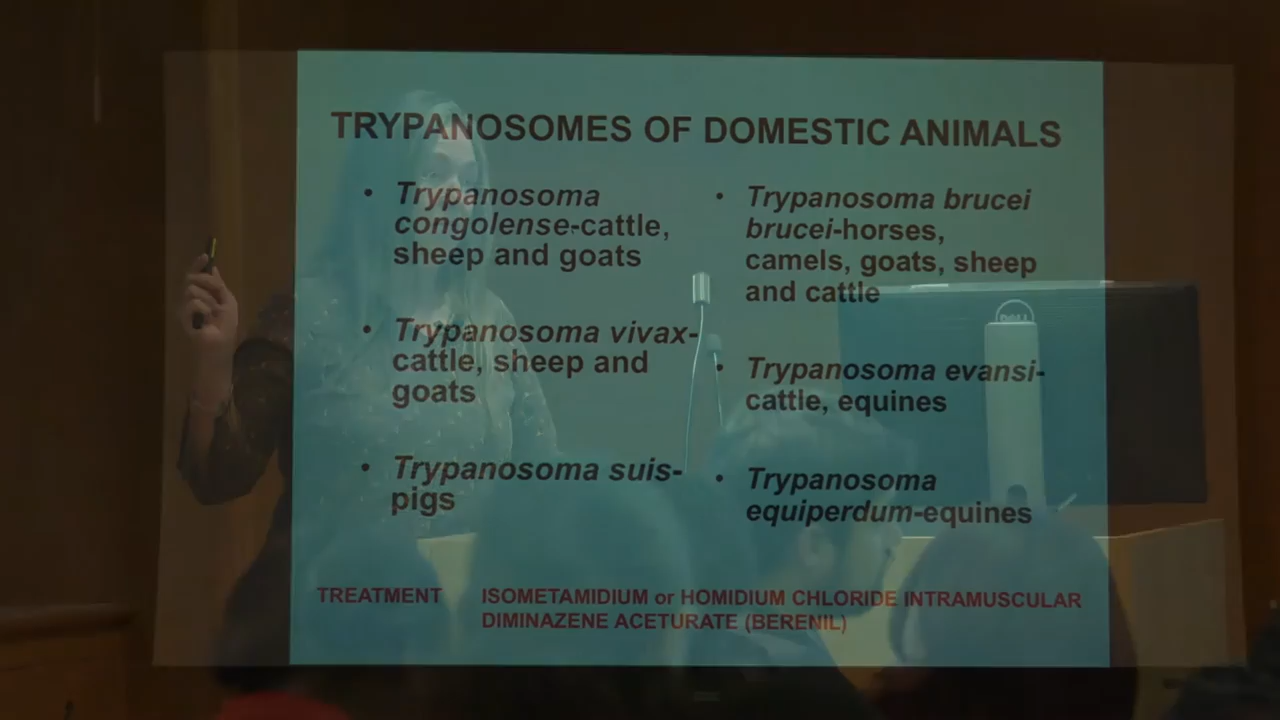 TRYPANOSOMES OF DOMESTIC ANIMALS
• Trypanosoma
congolense-cattle,
sheep and goats
• Trypanosoma vivax-
cattle, sheep and
goats
• Trypanosoma suis-
pigs
• Trypanosoma brucei
brucei-horses,
camels, goats, sheep
and cattle
• Trypanosoma evansi-
cattle, equines
• Trypanosoma
equiperdum-equines
TREATMENT ISOMETAMIDIUM or HOMIDIUM CHLORIDE INTRAMUSCULAR
DIMINAZENE ACETURATE (BERENIL)